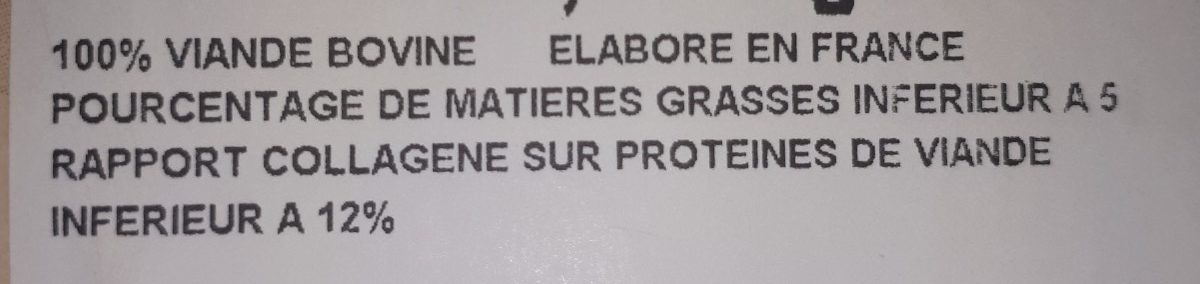 100% VIANDE BOVINE ELABORE EN FRANCE
POURCENTAGE DE MATIERES GRASSES INFERIEUR A 5
RAPPORT COLLAGENE SUR PROTEINES DE VIANDE
INFERIEUR A 12%